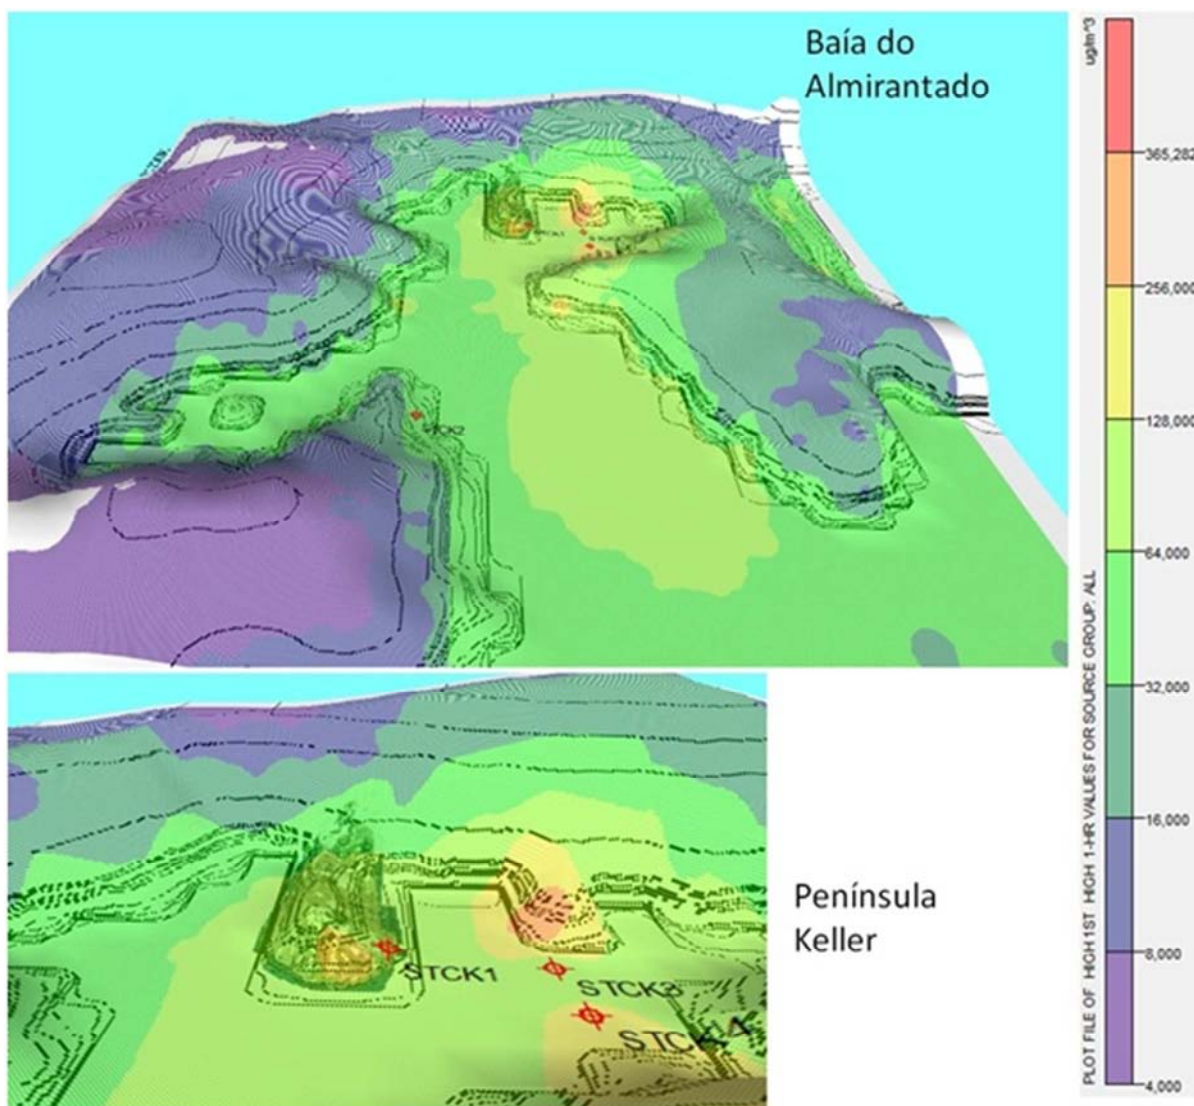 Baía do
Almirantado
ug/m^3
365,282
256,000
128,000
64,000
32,000
16,000
8,000
4,000
PLOT FILE OF HIGH 1ST HIGH 1-HR VALUES FOR SOURCE GROUP: ALL
STCK1
STCK2
Península
Keller
STCK1
STCK3
STCK4